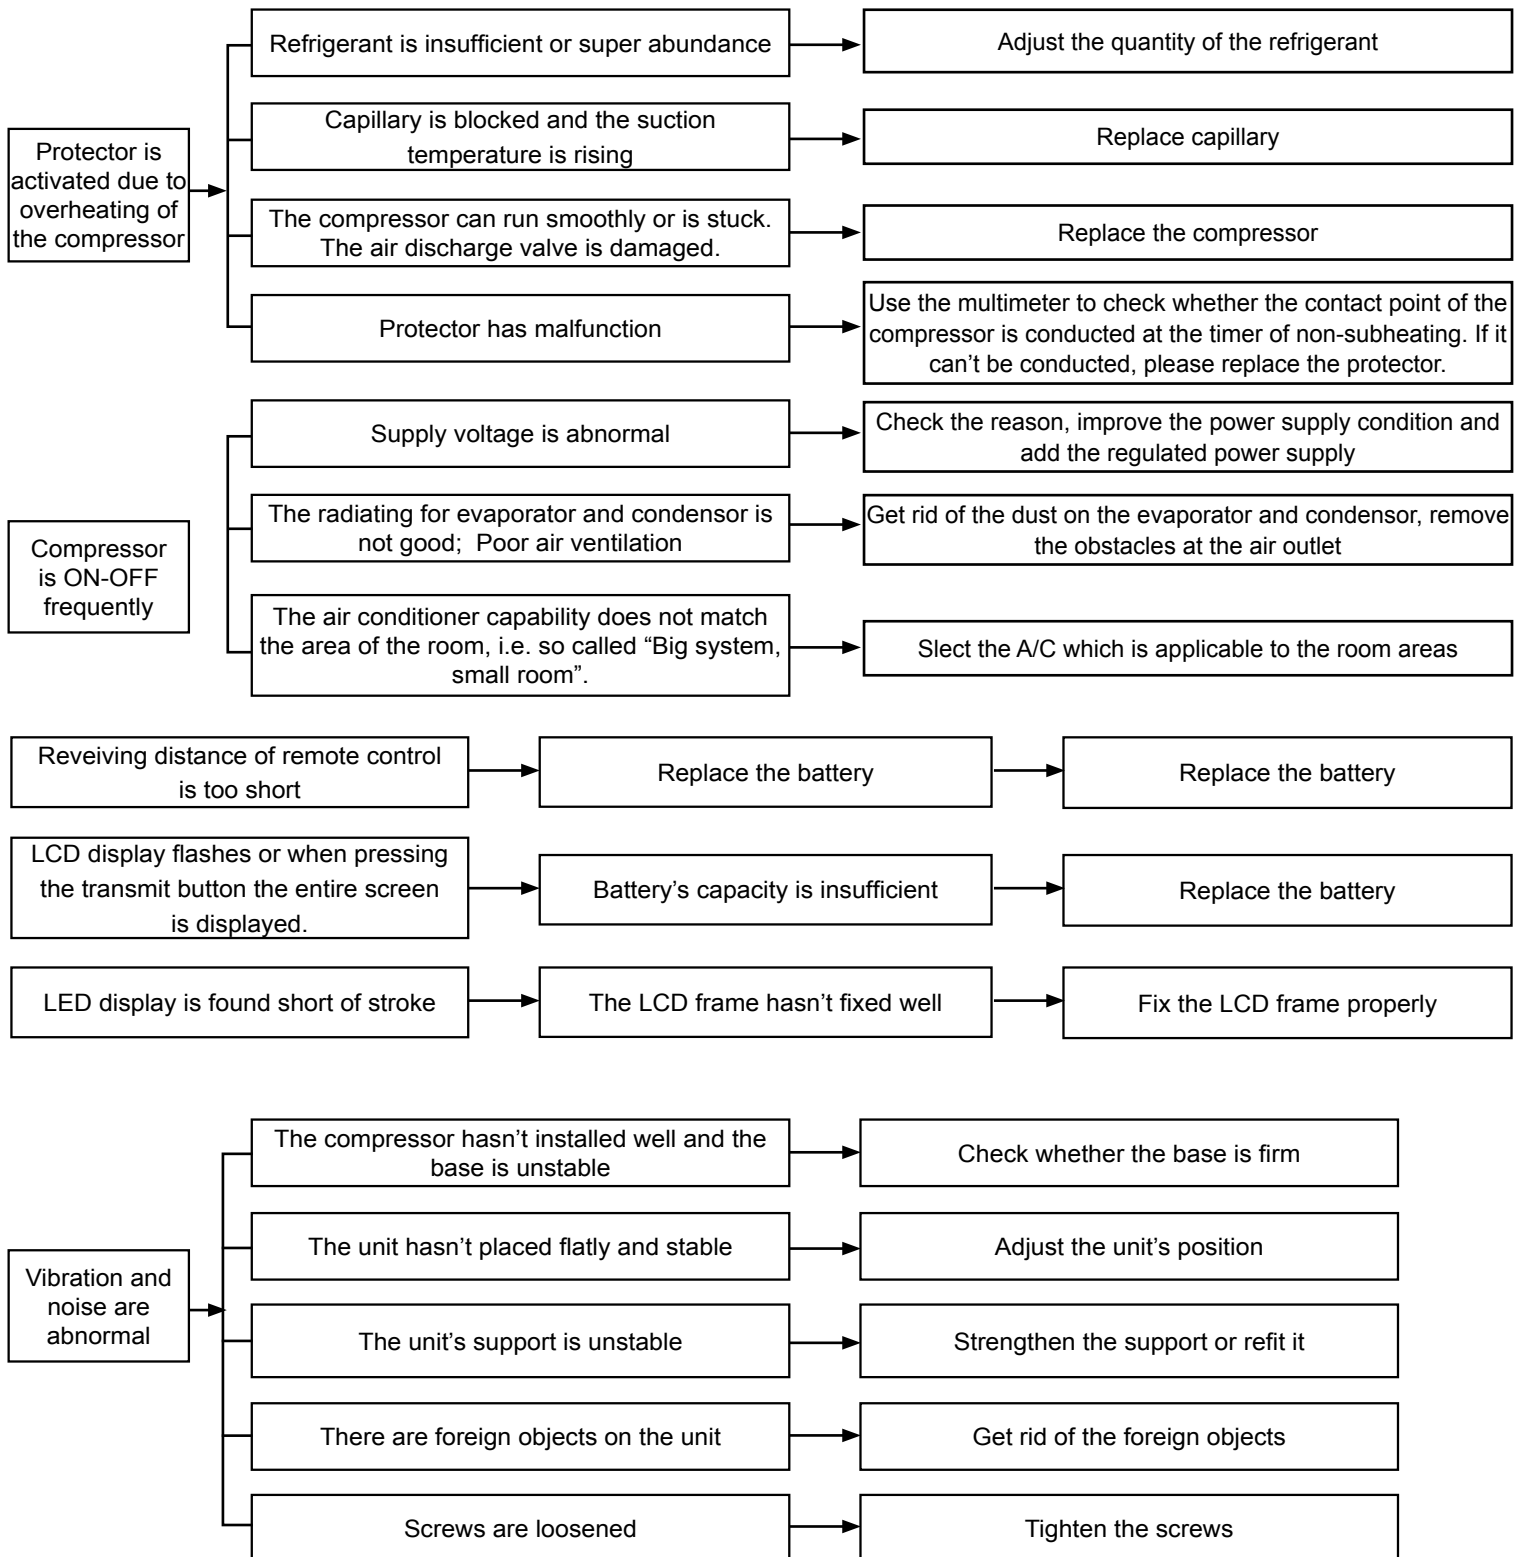 Refrigerant is insufficient or super abundance
Adjust the quantity of the refrigerant
Capillary is blocked and the suction
temperature is rising
Replace capillary
Protector is
activated due to
overheating of
the compressor
The compressor can run smoothly or is stuck.
The air discharge valve is damaged.
Replace the compressor
Protector has malfunction
Use the multimeter to check whether the contact point of the
compressor is conducted at the timer of non-subheating. If it
can’t be conducted, please replace the protector.
Supply voltage is abnormal
Check the reason, improve the power supply condition and
add the regulated power supply
Compressor
is ON-OFF
frequently
The radiating for evaporator and condensor is
not good;  Poor air ventilation
Get rid of the dust on the evaporator and condensor, remove
the obstacles at the air outlet
The air conditioner capability does not match
the area of the room, i.e. so called “Big system,
small room”.
Slect the A/C which is applicable to the room areas
Reveiving distance of remote control
is too short
Replace the battery
Replace the battery
LCD display flashes or when pressing
the transmit button the entire screen
is displayed.
Battery’s capacity is insufficient
Replace the battery
LED display is found short of stroke
The LCD frame hasn’t fixed well
Fix the LCD frame properly
The compressor hasn’t installed well and the
base is unstable
Check whether the base is firm
The unit hasn’t placed flatly and stable
Adjust the unit’s position
Vibration and
noise are
abnormal
The unit’s support is unstable
Strengthen the support or refit it
There are foreign objects on the unit
Get rid of the foreign objects
Screws are loosened
Tighten the screws